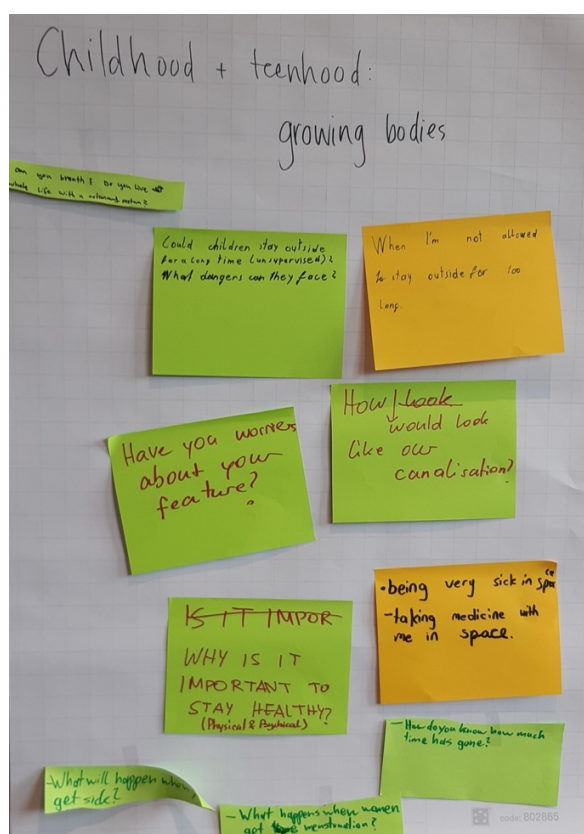 Childhood + teenhood:
growing bodies
can you breath? Or you live
whole life with a
Could children stay outside
for a long time (unsupervised)?
What dangers can they face?
When I'm not allowed
to stay outside for too
long.
How look
would look
like our
canalisation?
Have you worries
about your
feature?
•being very sick in space
-taking medicine with
me in space.
IS IT IMPOR
WHY IS IT
IMPORTANT TO
STAY HEALTHY?
(Physical & Psychical)
-How do you know how much
time has gone?
-What will happen when
get sick?
-What happens when women
got menstruation?
code: 802665